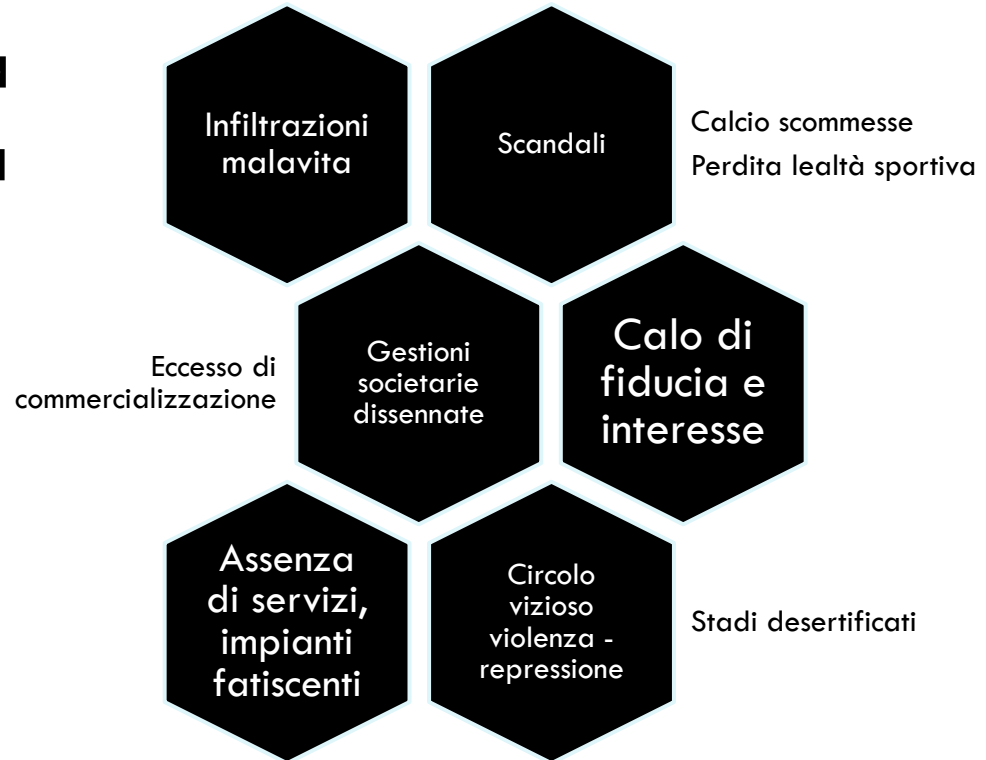 Infiltrazioni
malavita
Scandali
Calcio scommesse
Perdita lealtà sportiva
Eccesso di
commercializzazione
Gestioni
societarie
dissennate
Calo di
fiducia e
interesse
Assenza
di servizi,
impianti
fatiscenti
Circolo
vizioso
violenza -
repressione
Stadi desertificati